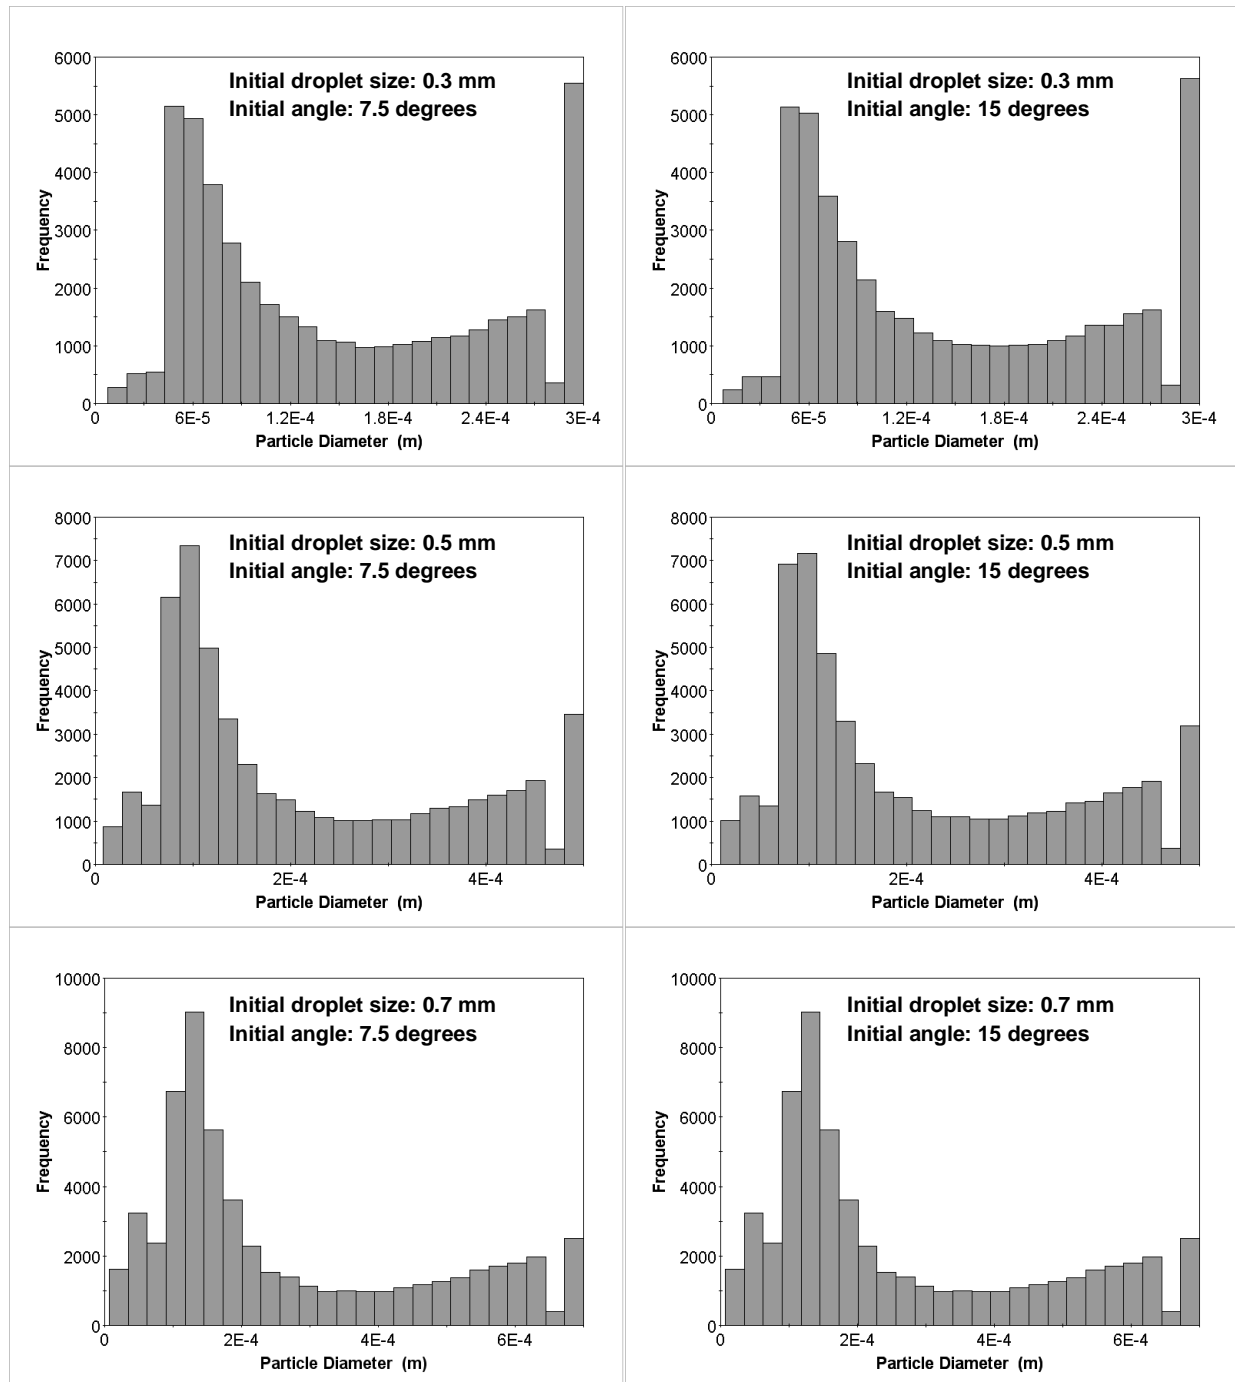 Initial droplet size: 0.3 mm
Initial angle: 7.5 degrees
Frequency
6000
5000
4000
3000
2000
1000
0
0 6E-5 1.2E-4 1.8E-4 2.4E-4 3E-4
Particle Diameter (m)
Initial droplet size: 0.3 mm
Initial angle: 15 degrees
Frequency
6000
5000
4000
3000
2000
1000
0
0 6E-5 1.2E-4 1.8E-4 2.4E-4 3E-4
Particle Diameter (m)
Initial droplet size: 0.5 mm
Initial angle: 7.5 degrees
Frequency
8000
7000
6000
5000
4000
3000
2000
1000
0
0 2E-4 4E-4
Particle Diameter (m)
Initial droplet size: 0.5 mm
Initial angle: 15 degrees
Frequency
8000
7000
6000
5000
4000
3000
2000
1000
0
0 2E-4 4E-4
Particle Diameter (m)
Initial droplet size: 0.7 mm
Initial angle: 7.5 degrees
Frequency
10000
8000
6000
4000
2000
0
0 2E-4 4E-4 6E-4
Particle Diameter (m)
Initial droplet size: 0.7 mm
Initial angle: 15 degrees
Frequency
10000
8000
6000
4000
2000
0
0 2E-4 4E-4 6E-4
Particle Diameter (m)